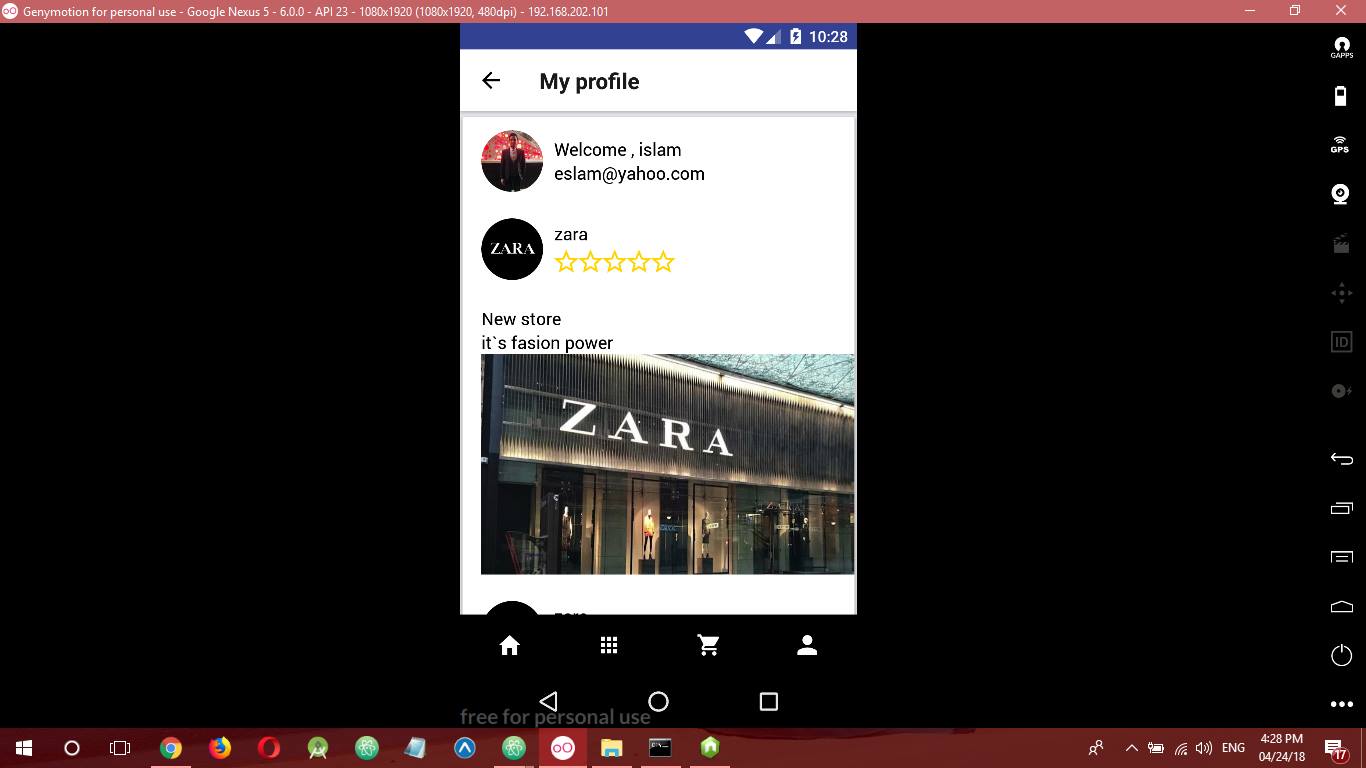 Genymotion for personal use - Google Nexus 5 - 6.0.0 - API 23 - 1080x1920 (1080x1920, 480dpi) - 192.168.202.101
10:28
GAPPS
My profile
Welcome , islam
eslam@yahoo.com
GPS
ZARA
zara
New store
it`s fasion power
ID
ZARA
ZARA
zara
free for personal use
ENG
4:28 PM
04/24/18
17